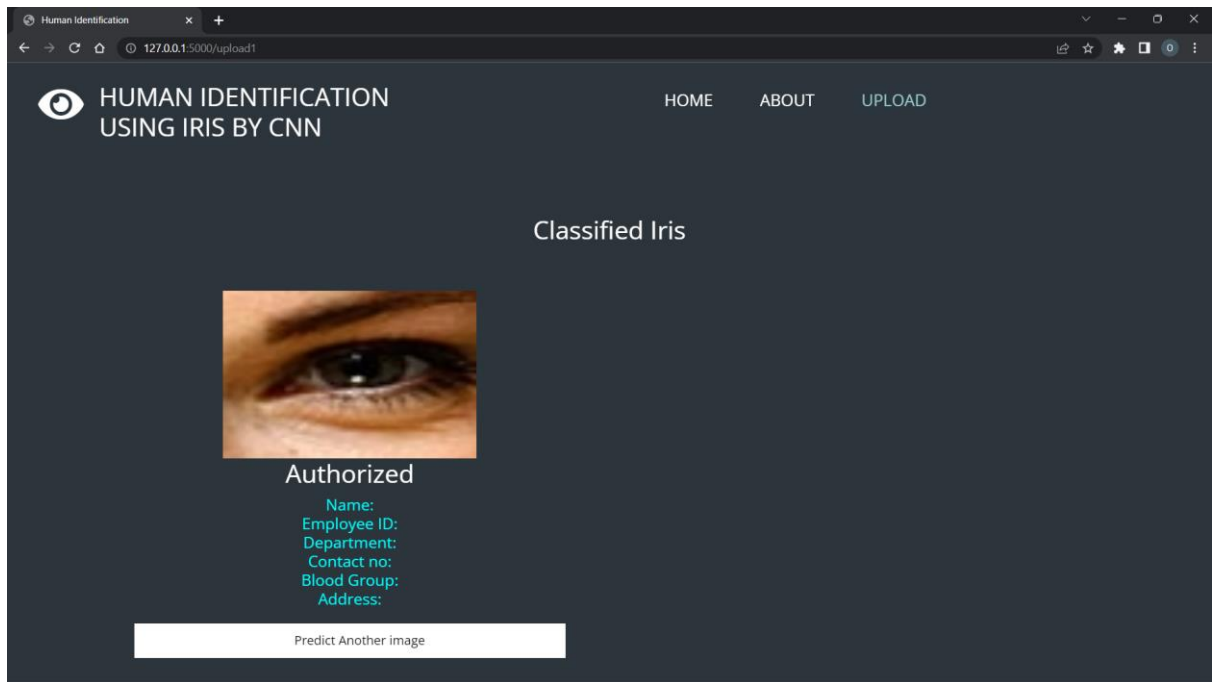 Human Identification
127.0.0.1:5000/upload1
O
HUMAN IDENTIFICATION
USING IRIS BY CNN
HOME ABOUT UPLOAD
Classified Iris
Authorized
Name:
Employee ID:
Department:
Contact no:
Blood Group:
Address:
Predict Another image